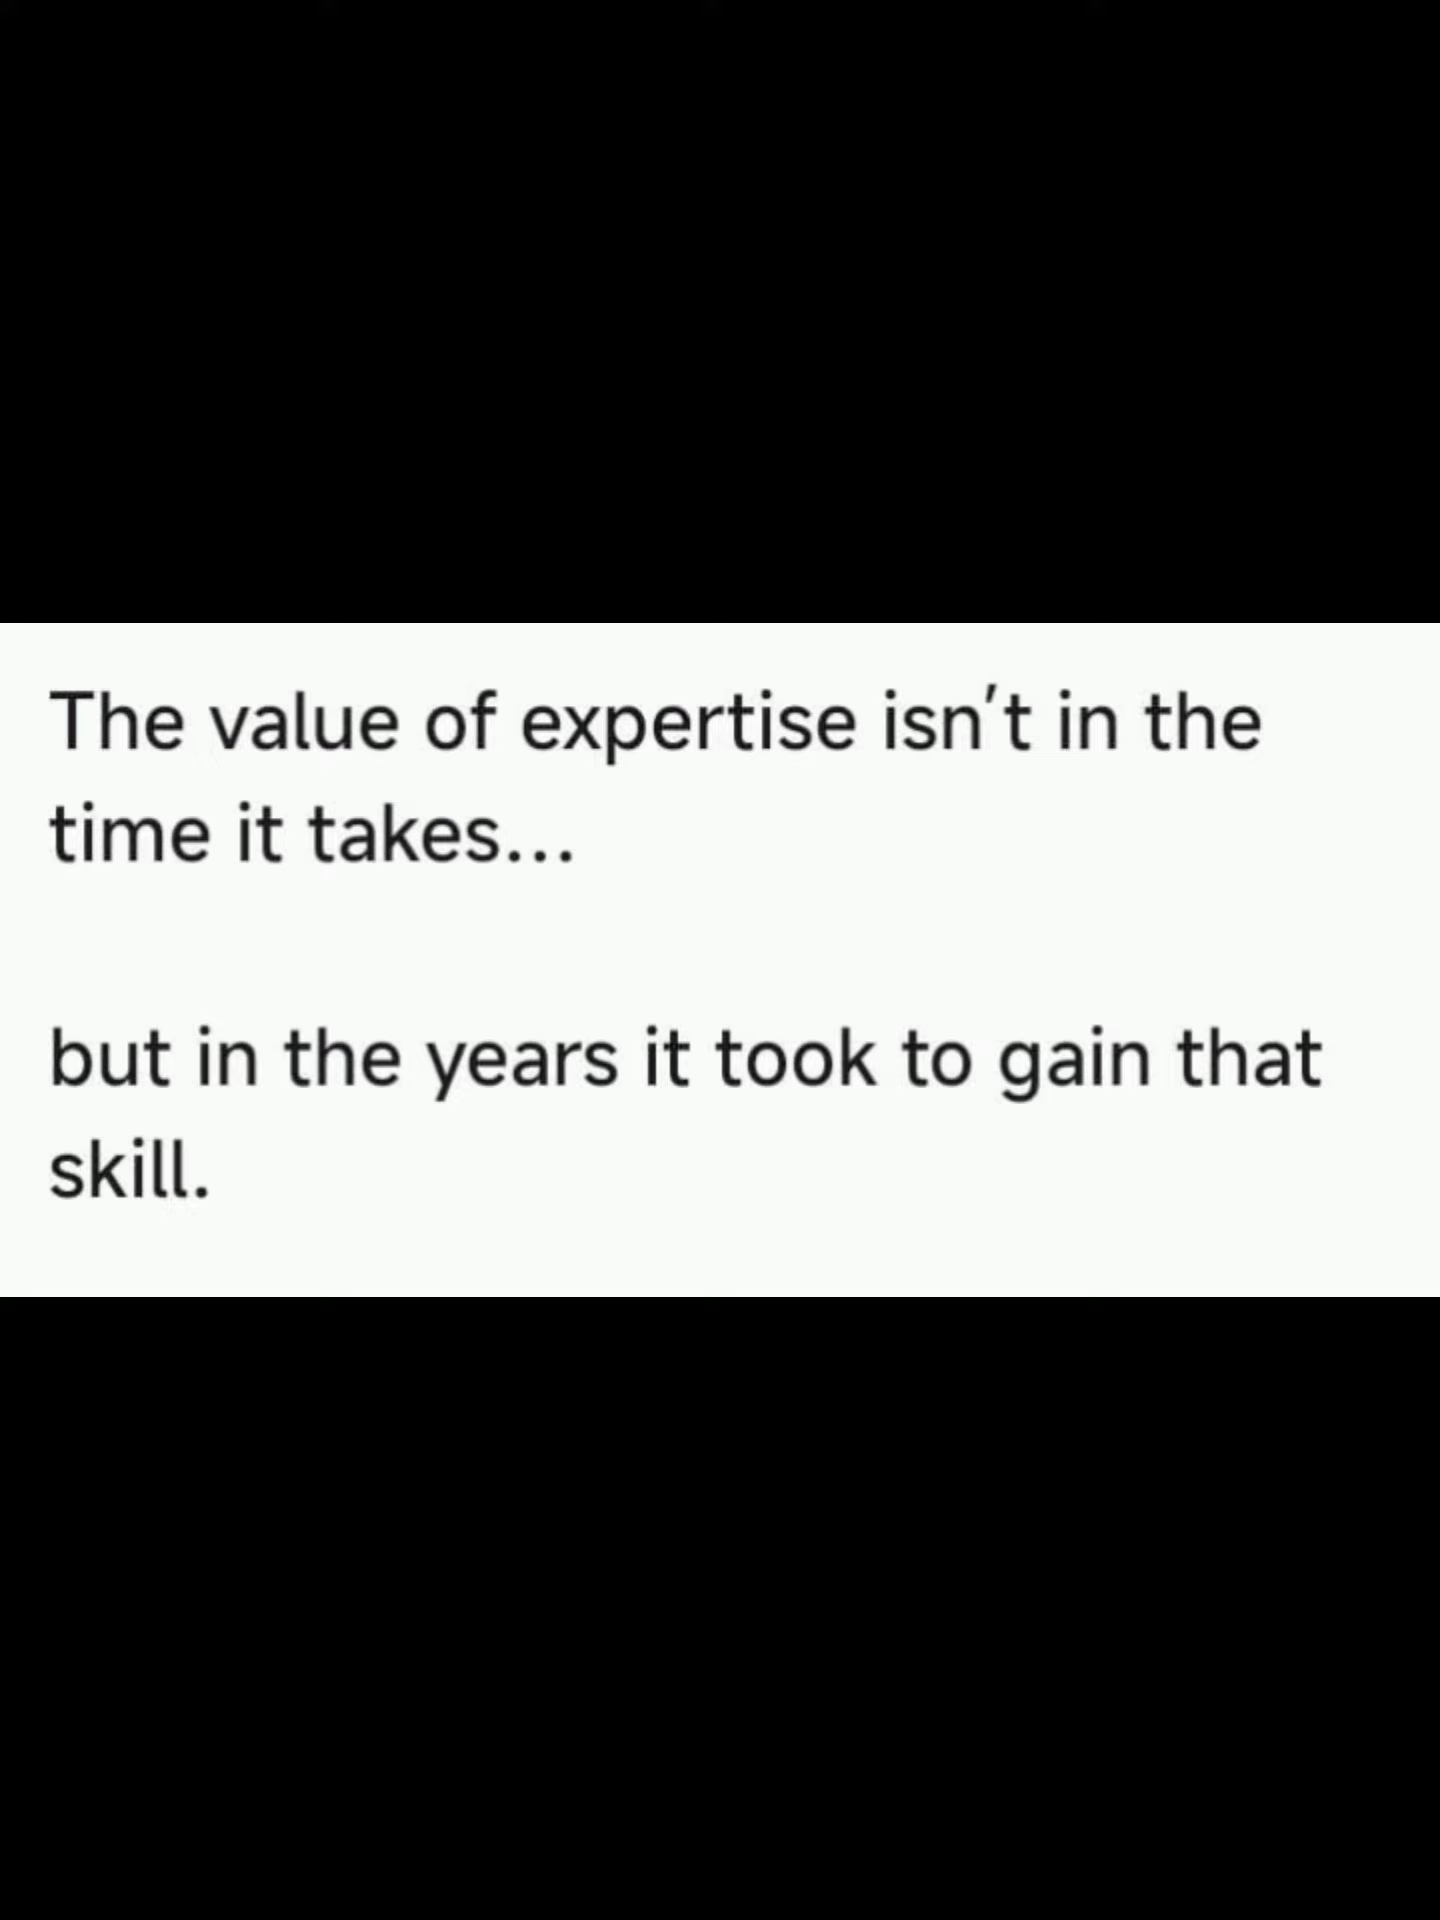 The value of expertise isn't in the
time it takes...
but in the years it took to gain that
skill.